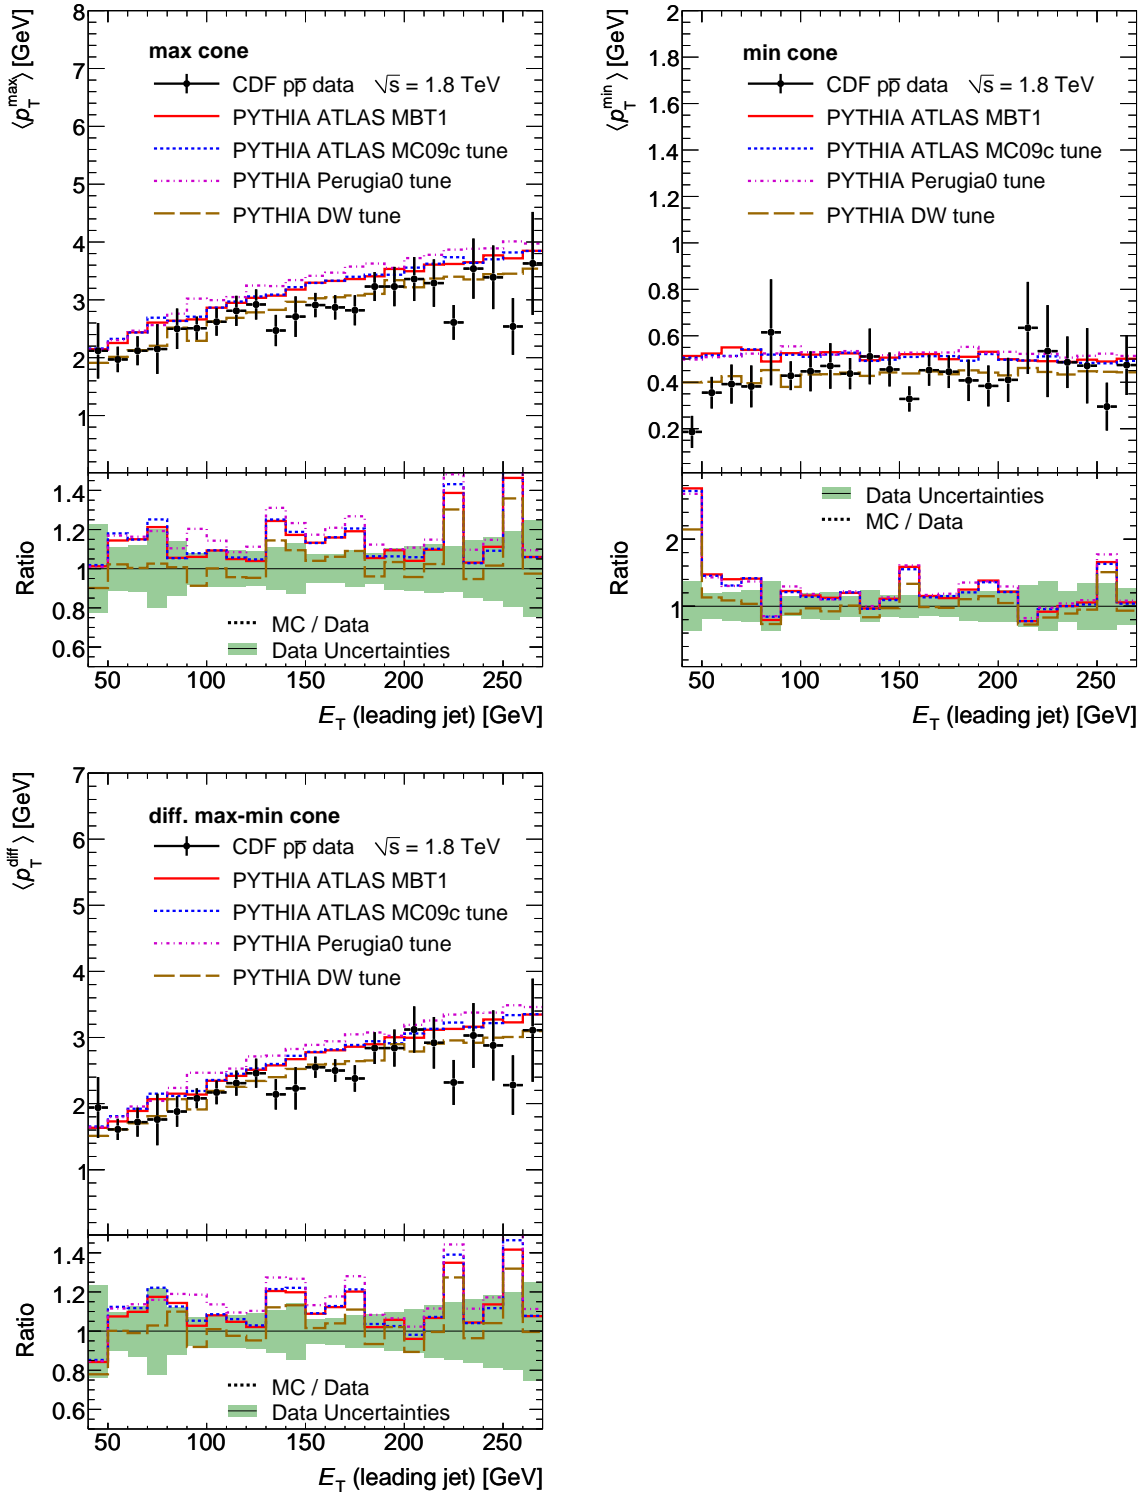 ⟨p_T^max⟩ [GeV]
8
7
6
5
4
3
2
1
max cone
CDF pp̅ data √s = 1.8 TeV
PYTHIA ATLAS MBT1
PYTHIA ATLAS MC09c tune
PYTHIA Perugia0 tune
PYTHIA DW tune
Ratio
1.4
1.2
1
0.8
0.6
MC / Data
Data Uncertainties
50 100 150 200 250
E_T (leading jet) [GeV]
⟨p_T^min⟩ [GeV]
2
1.8
1.6
1.4
1.2
1
0.8
0.6
0.4
0.2
min cone
CDF pp̅ data √s = 1.8 TeV
PYTHIA ATLAS MBT1
PYTHIA ATLAS MC09c tune
PYTHIA Perugia0 tune
PYTHIA DW tune
Ratio
2
1
Data Uncertainties
MC / Data
50 100 150 200 250
E_T (leading jet) [GeV]
⟨p_T^diff⟩ [GeV]
7
6
5
4
3
2
1
diff. max-min cone
CDF pp̅ data √s = 1.8 TeV
PYTHIA ATLAS MBT1
PYTHIA ATLAS MC09c tune
PYTHIA Perugia0 tune
PYTHIA DW tune
Ratio
1.4
1.2
1
0.8
0.6
MC / Data
Data Uncertainties
50 100 150 200 250
E_T (leading jet) [GeV]